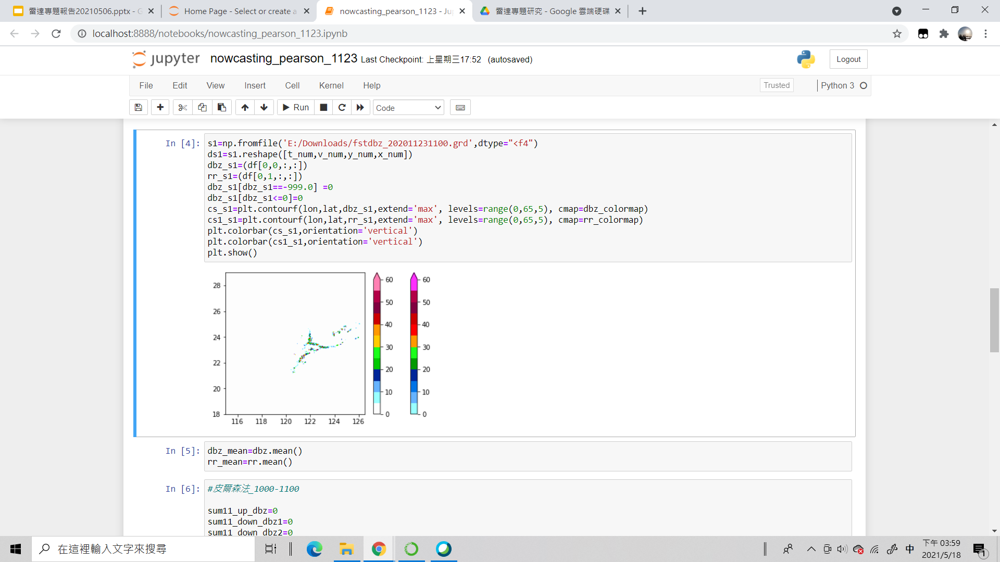 雷達專題報告20210506.pptx - G
Home Page - Select or create a
nowcasting_pearson_1123 - Jup
雷達專題研究 - Google 雲端硬碟
localhost:8888/notebooks/nowcasting_pearson_1123.ipynb
jupyter nowcasting_pearson_1123 Last Checkpoint: 上星期三17:52 (autosaved)
Logout
File Edit View Insert Cell Kernel Help
Trusted
Python 3
Run
Code
In [4]:
s1=np.fromfile('E:/Downloads/fstdbz_202011231100.grd',dtype="<f4")
ds1=s1.reshape([t_num,v_num,y_num,x_num])
dbz_s1=(df[0,0,:,:])
rr_s1=(df[0,1,:,:])
dbz_s1[dbz_s1==-999.0] =0
dbz_s1[dbz_s1<=0]=0
cs_s1=plt.contourf(lon,lat,dbz_s1,extend='max', levels=range(0,65,5), cmap=dbz_colormap)
cs1_s1=plt.contourf(lon,lat,rr_s1,extend='max', levels=range(0,65,5), cmap=rr_colormap)
plt.colorbar(cs_s1,orientation='vertical')
plt.colorbar(cs1_s1,orientation='vertical')
plt.show()
28
26
24
22
20
18
116 118 120 122 124 126
60
50
40
30
20
10
0
60
50
40
30
20
10
0
In [5]:
dbz_mean=dbz.mean()
rr_mean=rr.mean()
In [6]:
#皮爾森法_1000-1100
sum11_up_dbz=0
sum11_down_dbz1=0
sum11_down_dbz2=0
在這裡輸入文字來搜尋
中
下午 03:59
2021/5/18
1